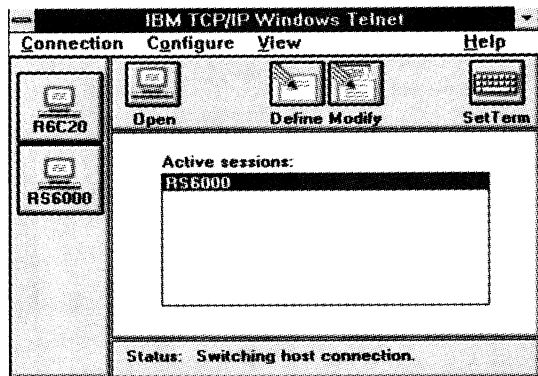 IBM TCP/IP Windows Telnet
Connection Configure View Help
R6C20
RS6000
Open Define Modify SetTerm
Active sessions:
RS6000
Status: Switching host connection.